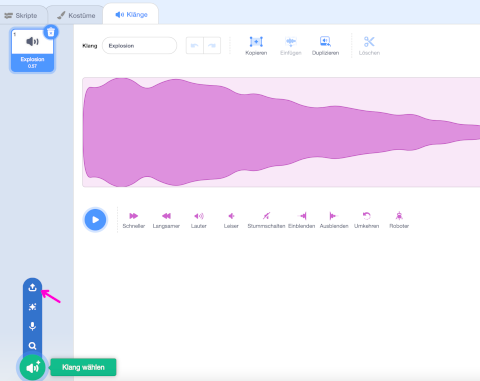 Skripte Kostüme Klänge
1
Explosion
0.87
Klang Explosion
Kopieren Einfügen Duplizieren Löschen
Schneller Langsamer Lauter Leiser Stummschalten Einblenden Ausblenden Umkehren Roboter
Klang wählen